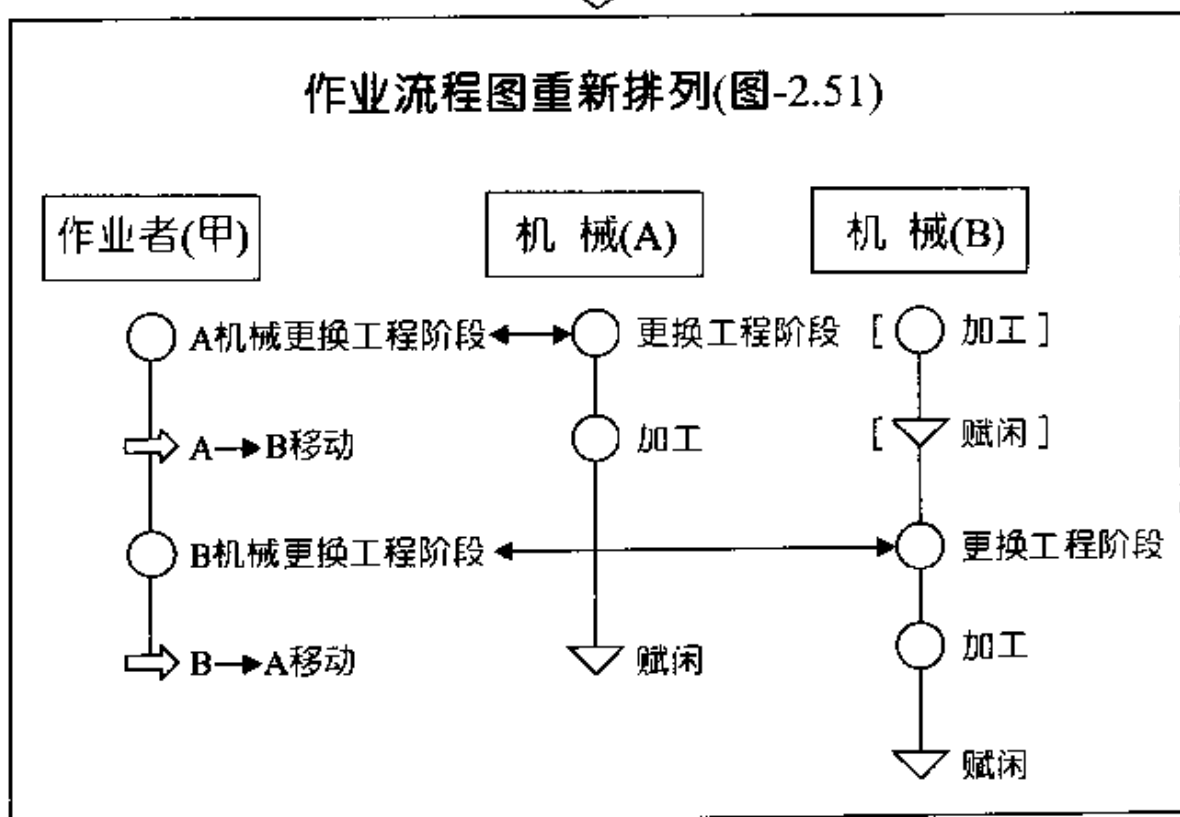 作业流程图重新排列(图-2.51)
作业者(甲) 机 械(A) 机 械(B)
A机械更换工程阶段 更换工程阶段 [ 加工 ]
A→B移动 加工 [ 赋闲 ]
B机械更换工程阶段 更换工程阶段
B→A移动 赋闲 加工
赋闲